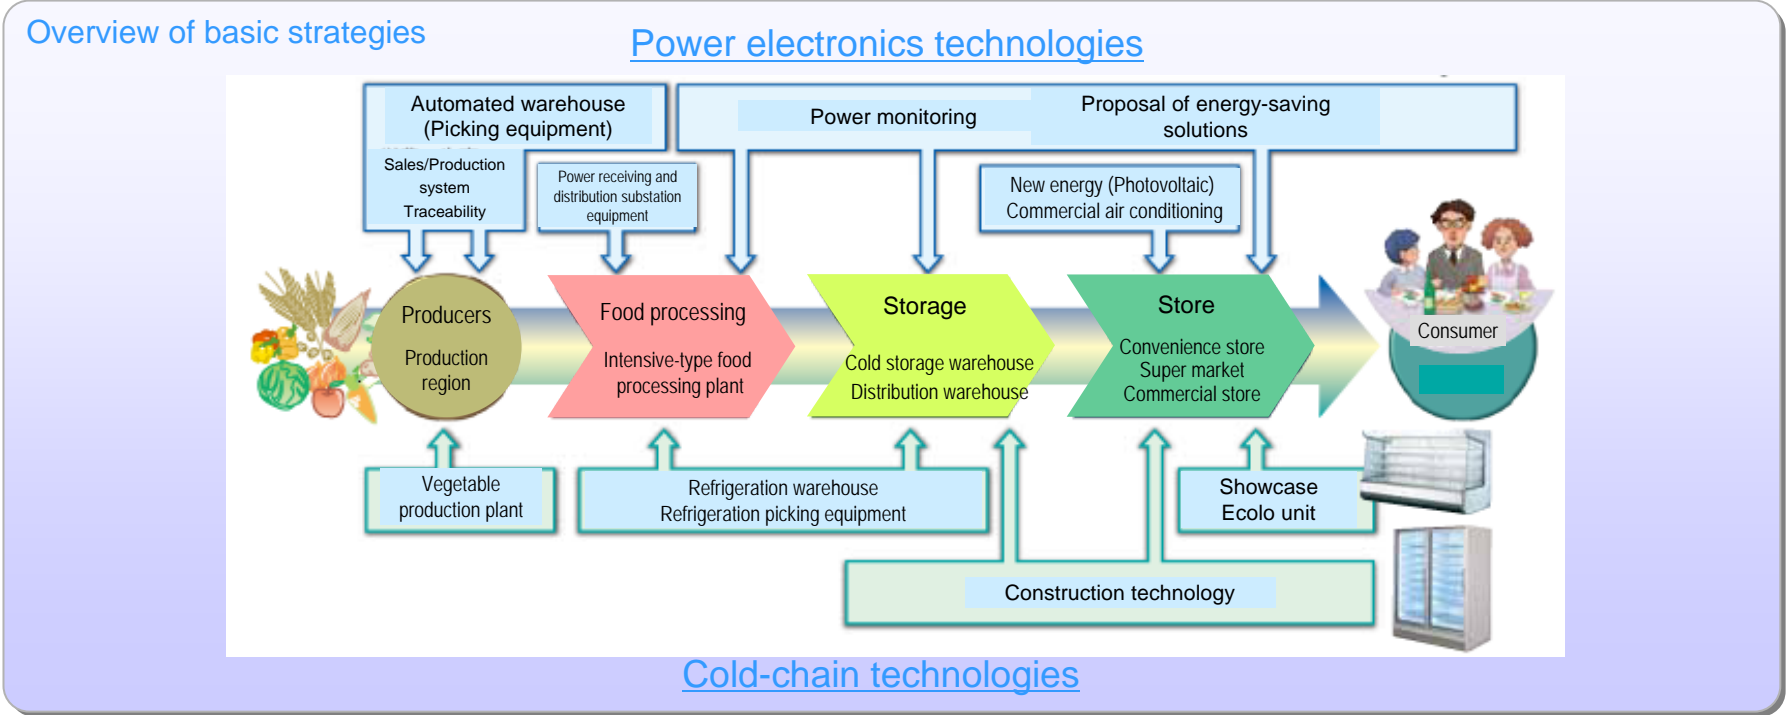 Overview of basic strategies
Power electronics technologies
Automated warehouse
(Picking equipment)
Power monitoring
Proposal of energy-saving
solutions
Sales/Production
system
Traceability
Power receiving and
distribution substation
equipment
New energy (Photovoltaic)
Commercial air conditioning
Producers
Production
region
Food processing
Intensive-type food
processing plant
Storage
Cold storage warehouse
Distribution warehouse
Store
Convenience store
Super market
Commercial store
Consumer
Vegetable
production plant
Refrigeration warehouse
Refrigeration picking equipment
Showcase
Ecolo unit
Construction technology
Cold-chain technologies